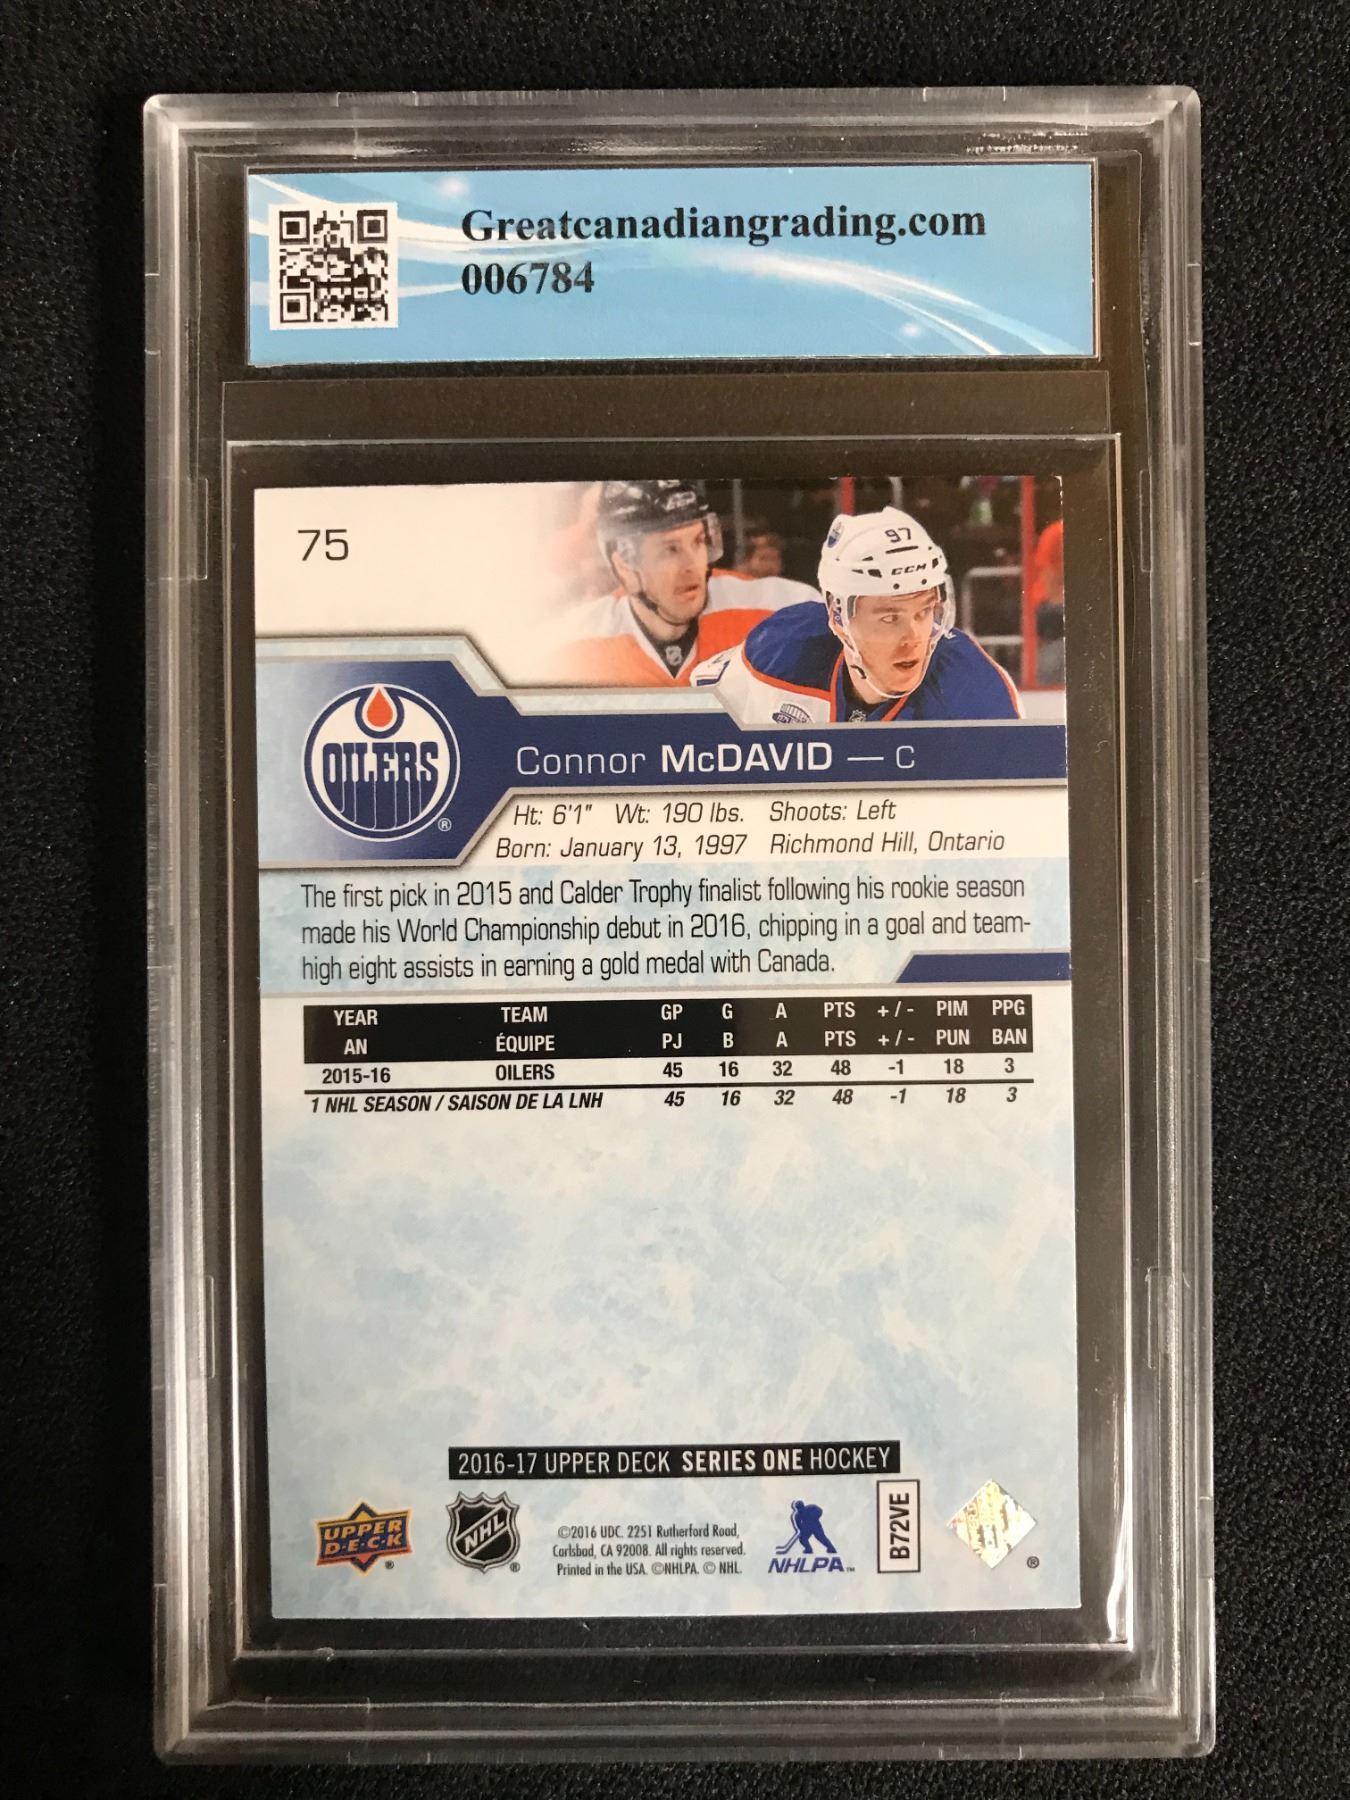 Greatcanadiangrading.com
006784
75
97
CCM
OILERS
®
Connor McDAVID — C
Ht: 6'1" Wt: 190 lbs. Shoots: Left
Born: January 13, 1997 Richmond Hill, Ontario
The first pick in 2015 and Calder Trophy finalist following his rookie season
made his World Championship debut in 2016, chipping in a goal and team-
high eight assists in earning a gold medal with Canada.
YEAR TEAM GP G A PTS +/- PIM PPG
AN ÉQUIPE PJ B A PTS +/- PUN BAN
2015-16 OILERS 45 16 32 48 -1 18 3
1 NHL SEASON / SAISON DE LA LNH 45 16 32 48 -1 18 3
2016-17 UPPER DECK SERIES ONE HOCKEY
UPPER
D·E·C·K
®
NHL
®
©2016 UDC. 2251 Rutherford Road,
Carlsbad, CA 92008. All rights reserved.
Printed in the USA. ©NHLPA. © NHL.
NHLPA™
B72VE
®